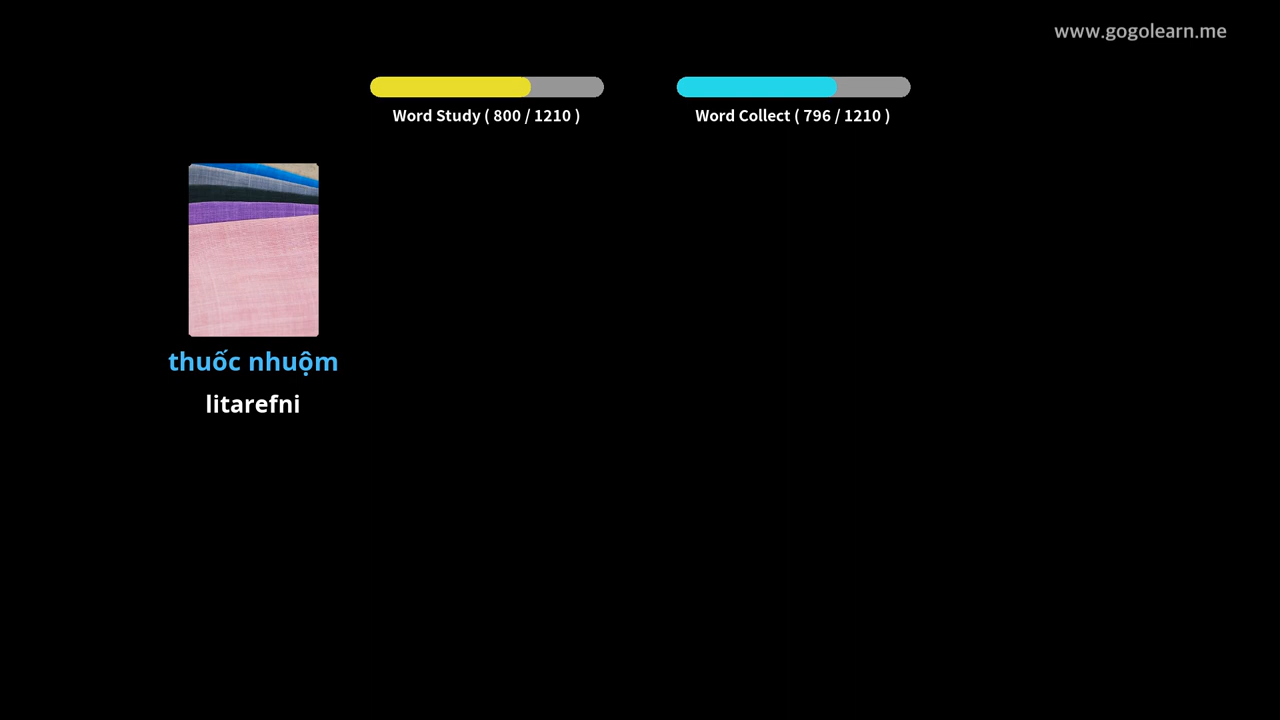 www.gogolearn.me
Word Study ( 800 / 1210 )
Word Collect ( 796 / 1210 )
thuốc nhuộm
litarefni